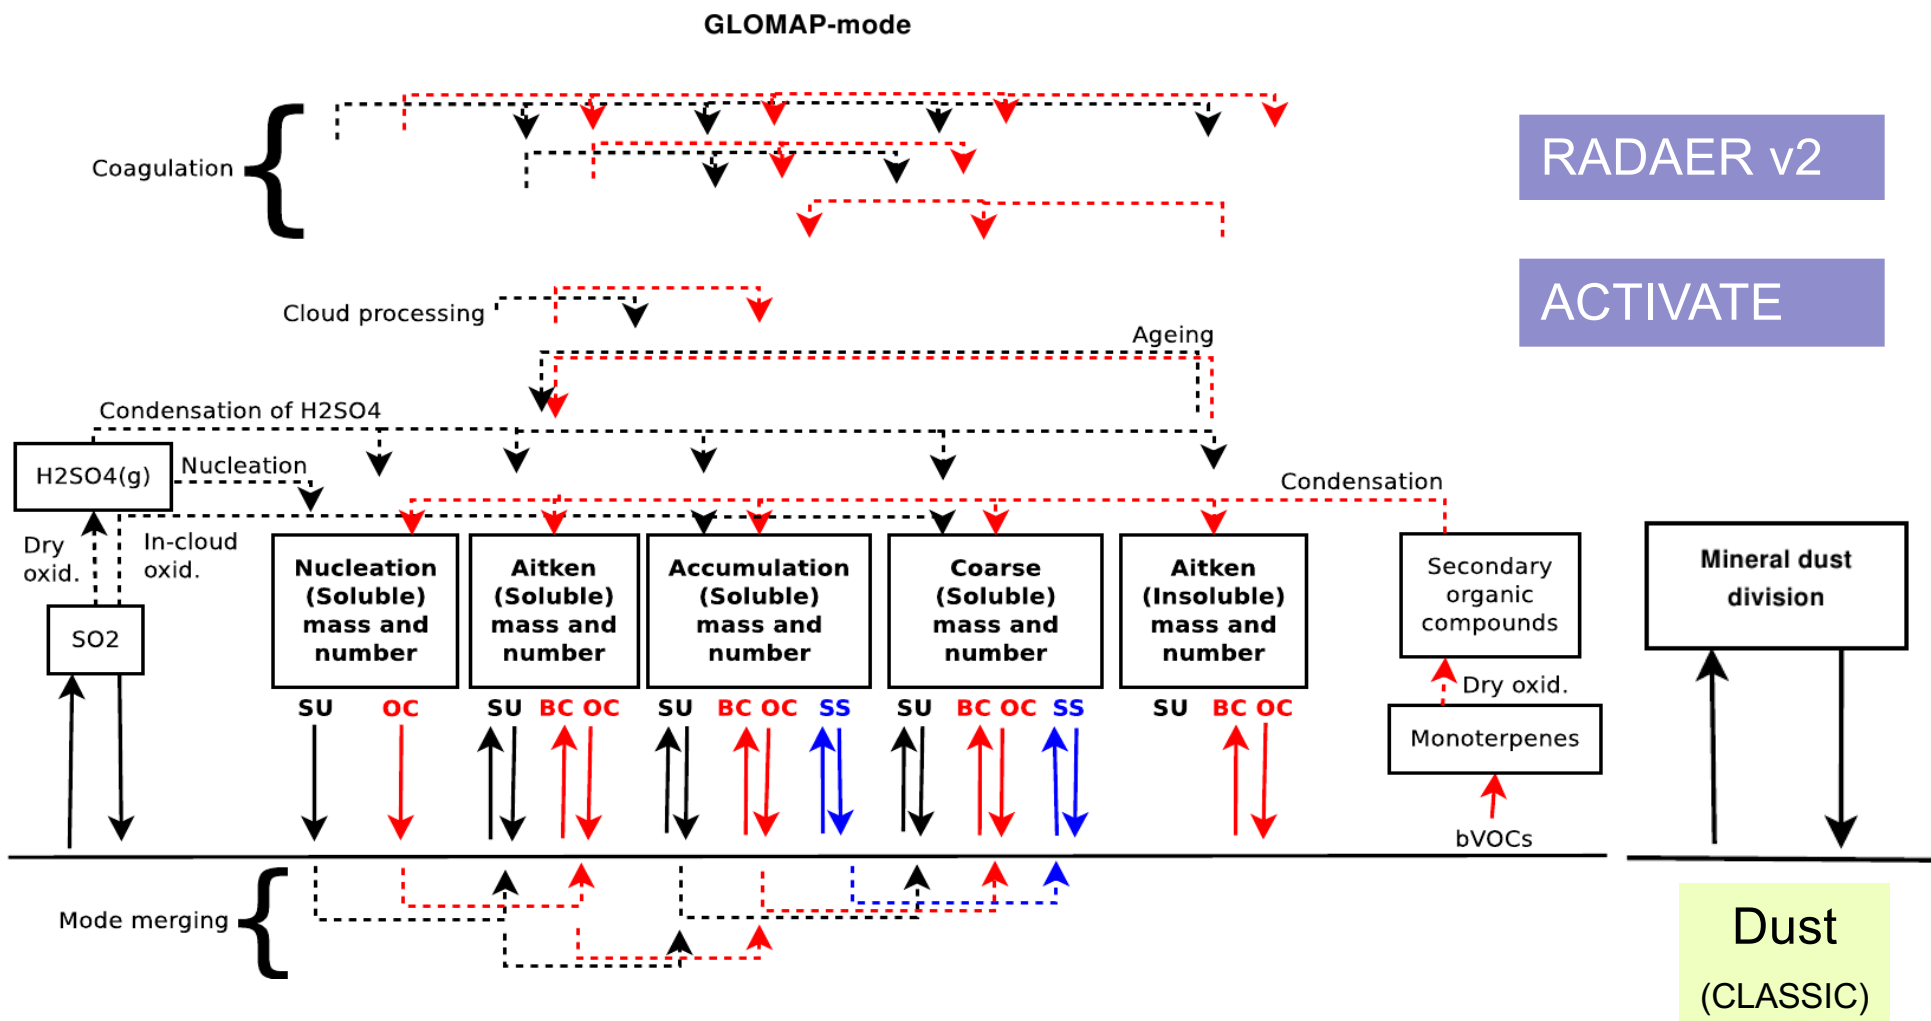 GLOMAP-mode
Coagulation
RADAER v2
ACTIVATE
Cloud processing
Ageing
Condensation of H2SO4
H2SO4(g)
Nucleation
Condensation
Dry
oxid.
In-cloud
oxid.
SO2
Nucleation
(Soluble)
mass and
number
Aitken
(Soluble)
mass and
number
Accumulation
(Soluble)
mass and
number
Coarse
(Soluble)
mass and
number
Aitken
(Insoluble)
mass and
number
Secondary
organic
compounds
Mineral dust
division
SU OC
SU BC OC
SU BC OC SS
SU BC OC SS
SU BC OC
Dry oxid.
Monoterpenes
bVOCs
Mode merging
Dust
(CLASSIC)